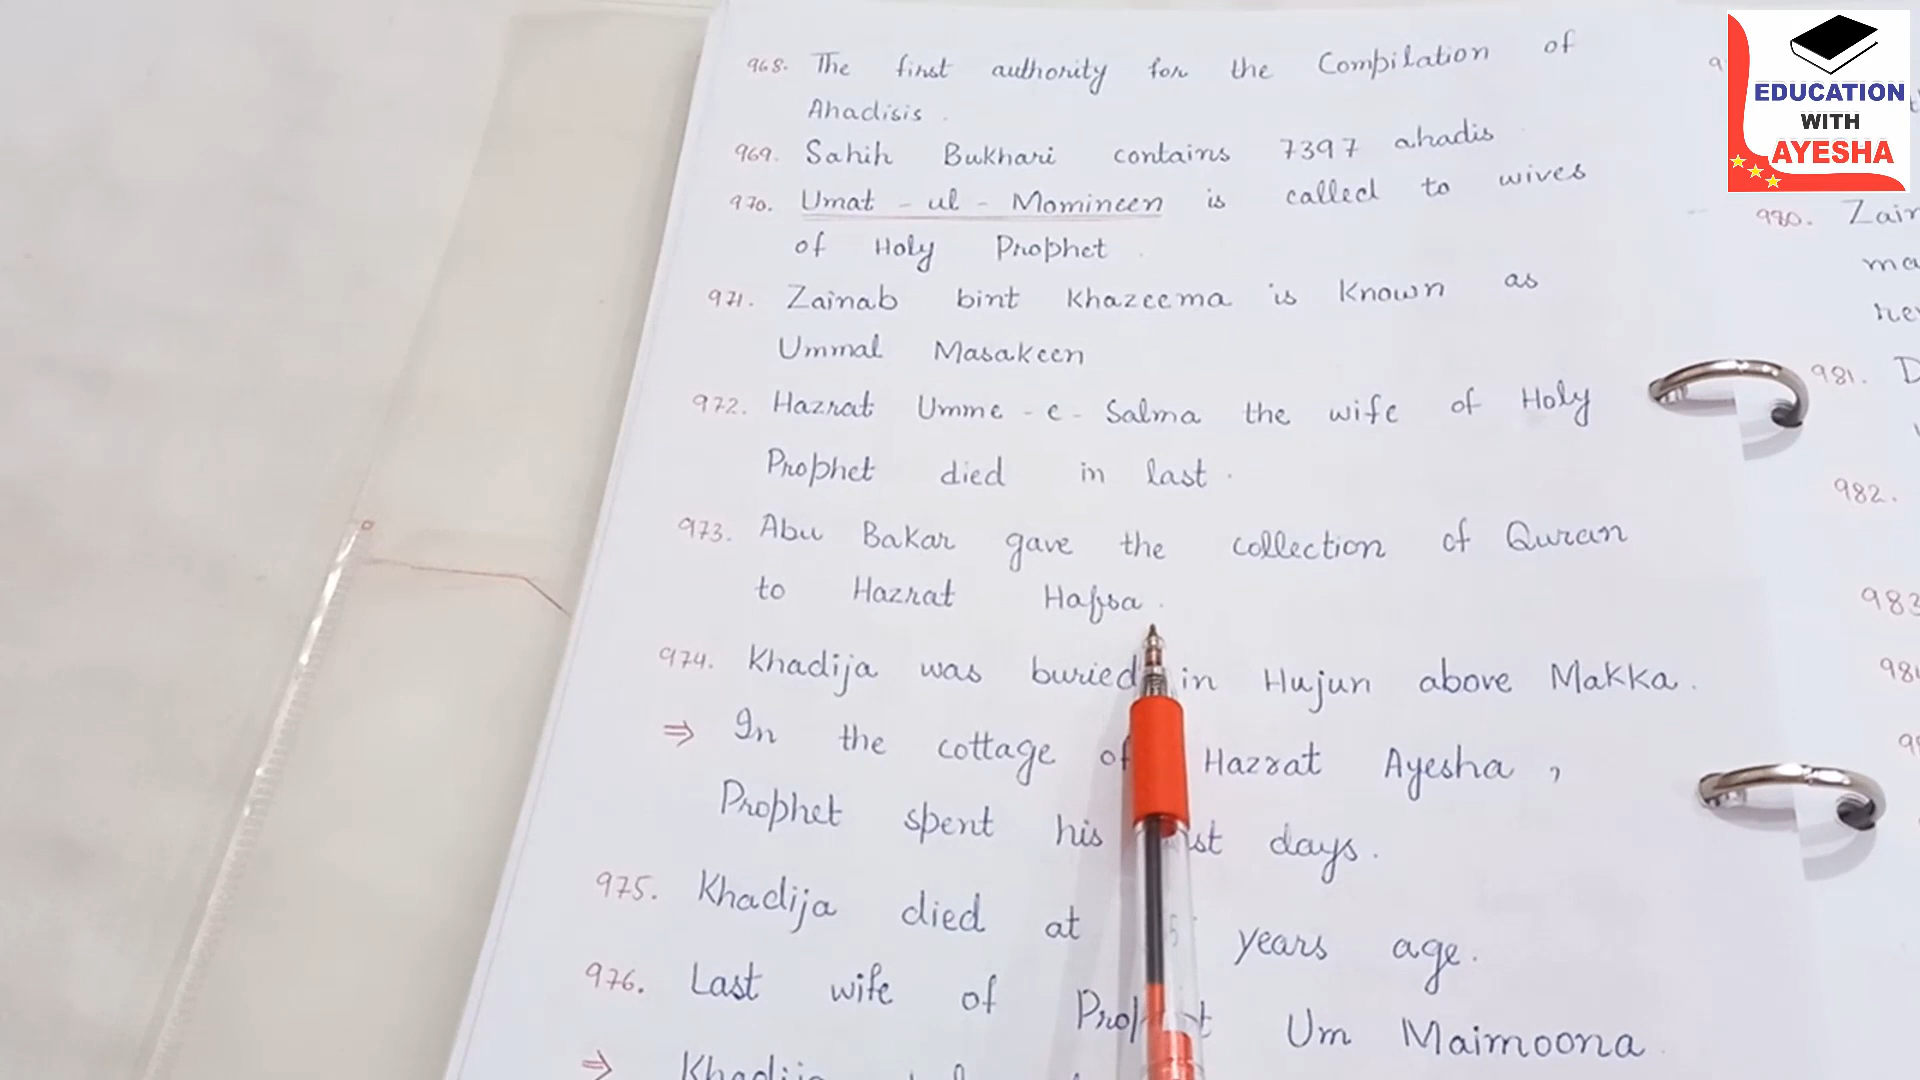 968. The first authority for the Compilation of
Ahadisis.
969. Sahih Bukhari contains 7397 ahadis
970. Umat-ul-Momineen is called to wives
of Holy Prophet.
971. Zainab bint Khazeema is known as
Ummal Masakeen
972. Hazrat Umme-e-Salma the wife of Holy
Prophet died in last.
973. Abu Bakar gave the collection of Quran
to Hazrat Hafsa.
974. Khadija was buried in Hujun above Makka.
⇒ In the cottage of Hazrat Ayesha,
Prophet spent his days.
975. Khadija died at years age.
976. Last wife of Um Maimoona
⇒
EDUCATION
WITH
AYESHA
980.
981.
982.
983